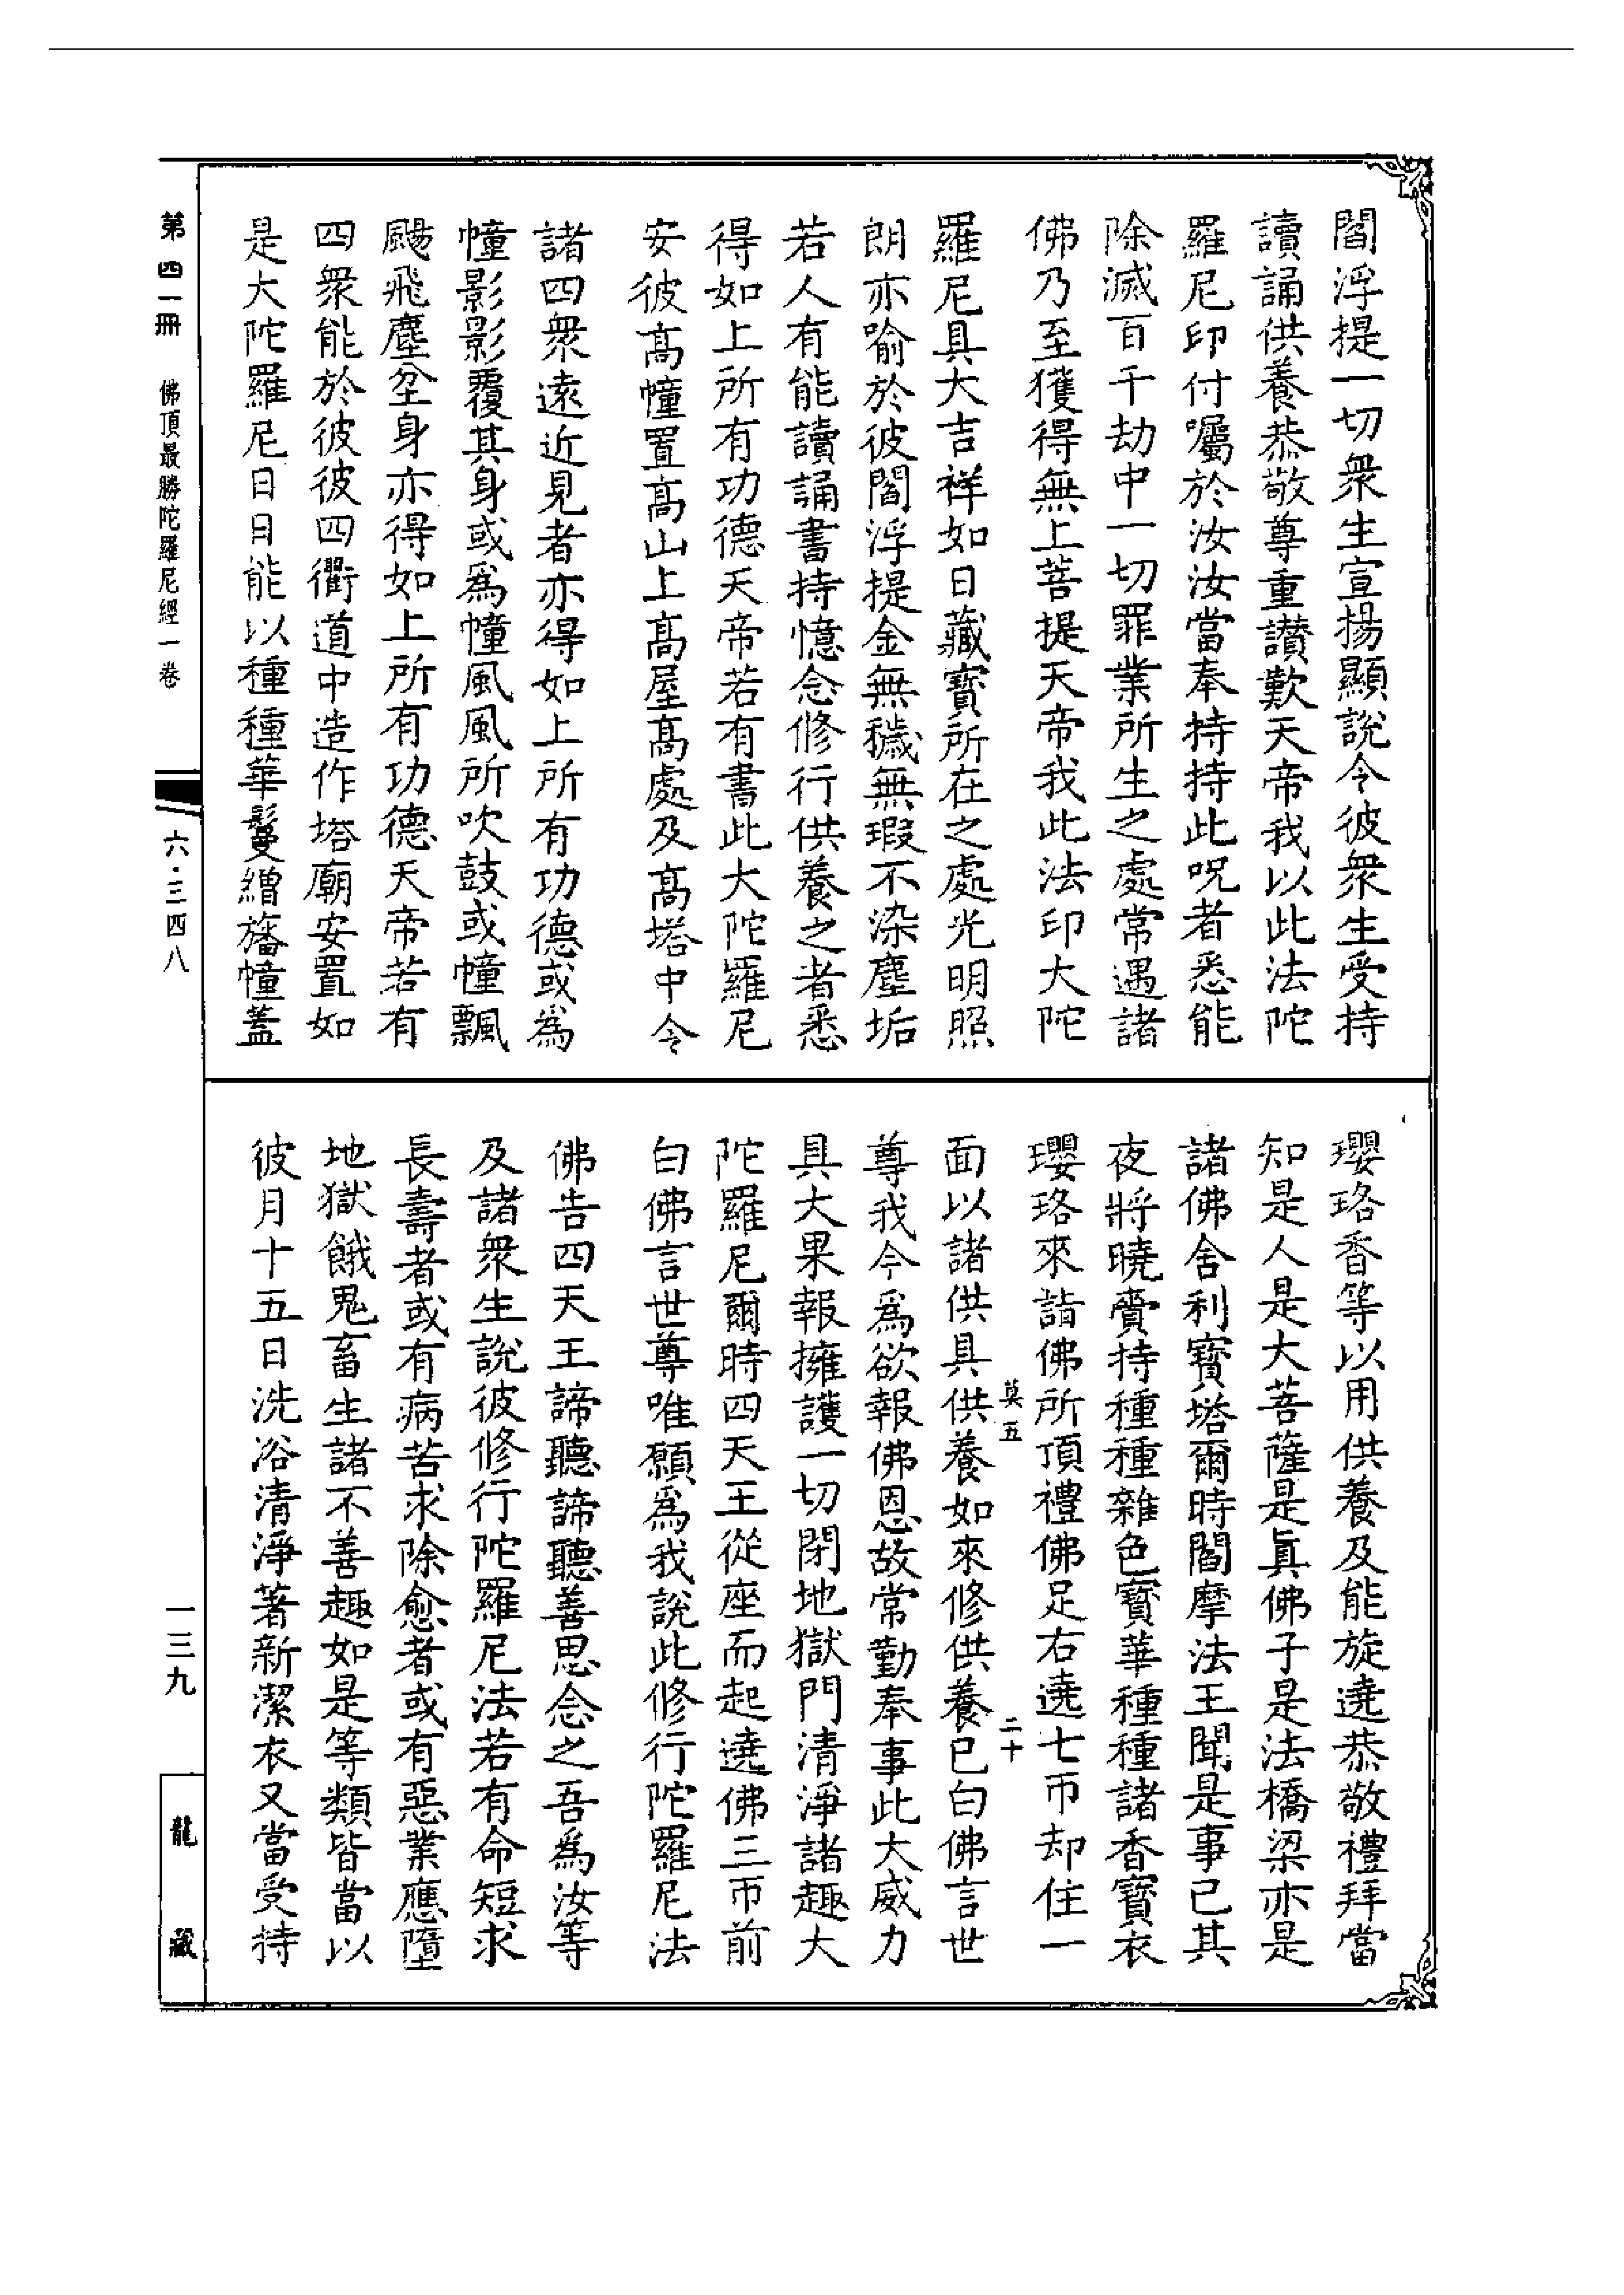 閻浮提一切衆生宣揚顯說令彼衆生受持
讀誦供養恭敬尊重讚歎天帝我以此法陀
羅尼印付囑於汝汝當奉持持此呪者悉能
除滅百千劫中一切罪業所生之處常遇諸
佛乃至獲得無上菩提天帝我此法印大陀
羅尼具大吉祥如日藏寶所在之處光明照
朗亦喻於彼閻浮提金無穢無瑕不染塵垢
若人有能讀誦書持憶念修行供養之者悉
得如上所有功德天帝若有書此大陀羅尼
安彼高幢置高山上高屋高處及高塔中令
諸四衆遠近見者亦得如上所有功德或爲
幢影影覆其身或爲幢風風所吹鼓或幢飄
颺飛塵坌身亦得如上所有功德天帝若有
四衆能於彼彼四衢道中造作塔廟安置如
是大陀羅尼日日能以種種華鬘繒旛幢蓋
瓔珞香等以用供養及能旋遶恭敬禮拜當
知是人是大菩薩是眞佛子是法橋梁亦是
諸佛舍利寶塔爾時閻摩法王聞是事已其
夜將曉賷持種種雜色寶華種種諸香寶衣
瓔珞來詣佛所頂禮佛足右遶七帀却住一
莫五 二十
面以諸供具供養如來修供養已白佛言世
尊我今爲欲報佛恩故常勤奉事此大威力
具大果報擁護一切閉地獄門清淨諸趣大
陀羅尼爾時四天王從座而起遶佛三帀前
白佛言世尊唯願爲我說此修行陀羅尼法
佛告四天王諦聽諦聽善思念之吾爲汝等
及諸衆生說彼修行陀羅尼法若有命短求
長壽者或有病苦求除愈者或有惡業應墮
地獄餓鬼畜生諸不善趣如是等類皆當以
彼月十五日洗浴清淨著新潔衣又當受持
第四一冊 佛頂最勝陀羅尼經一卷
六·三四八
一三九
龍藏